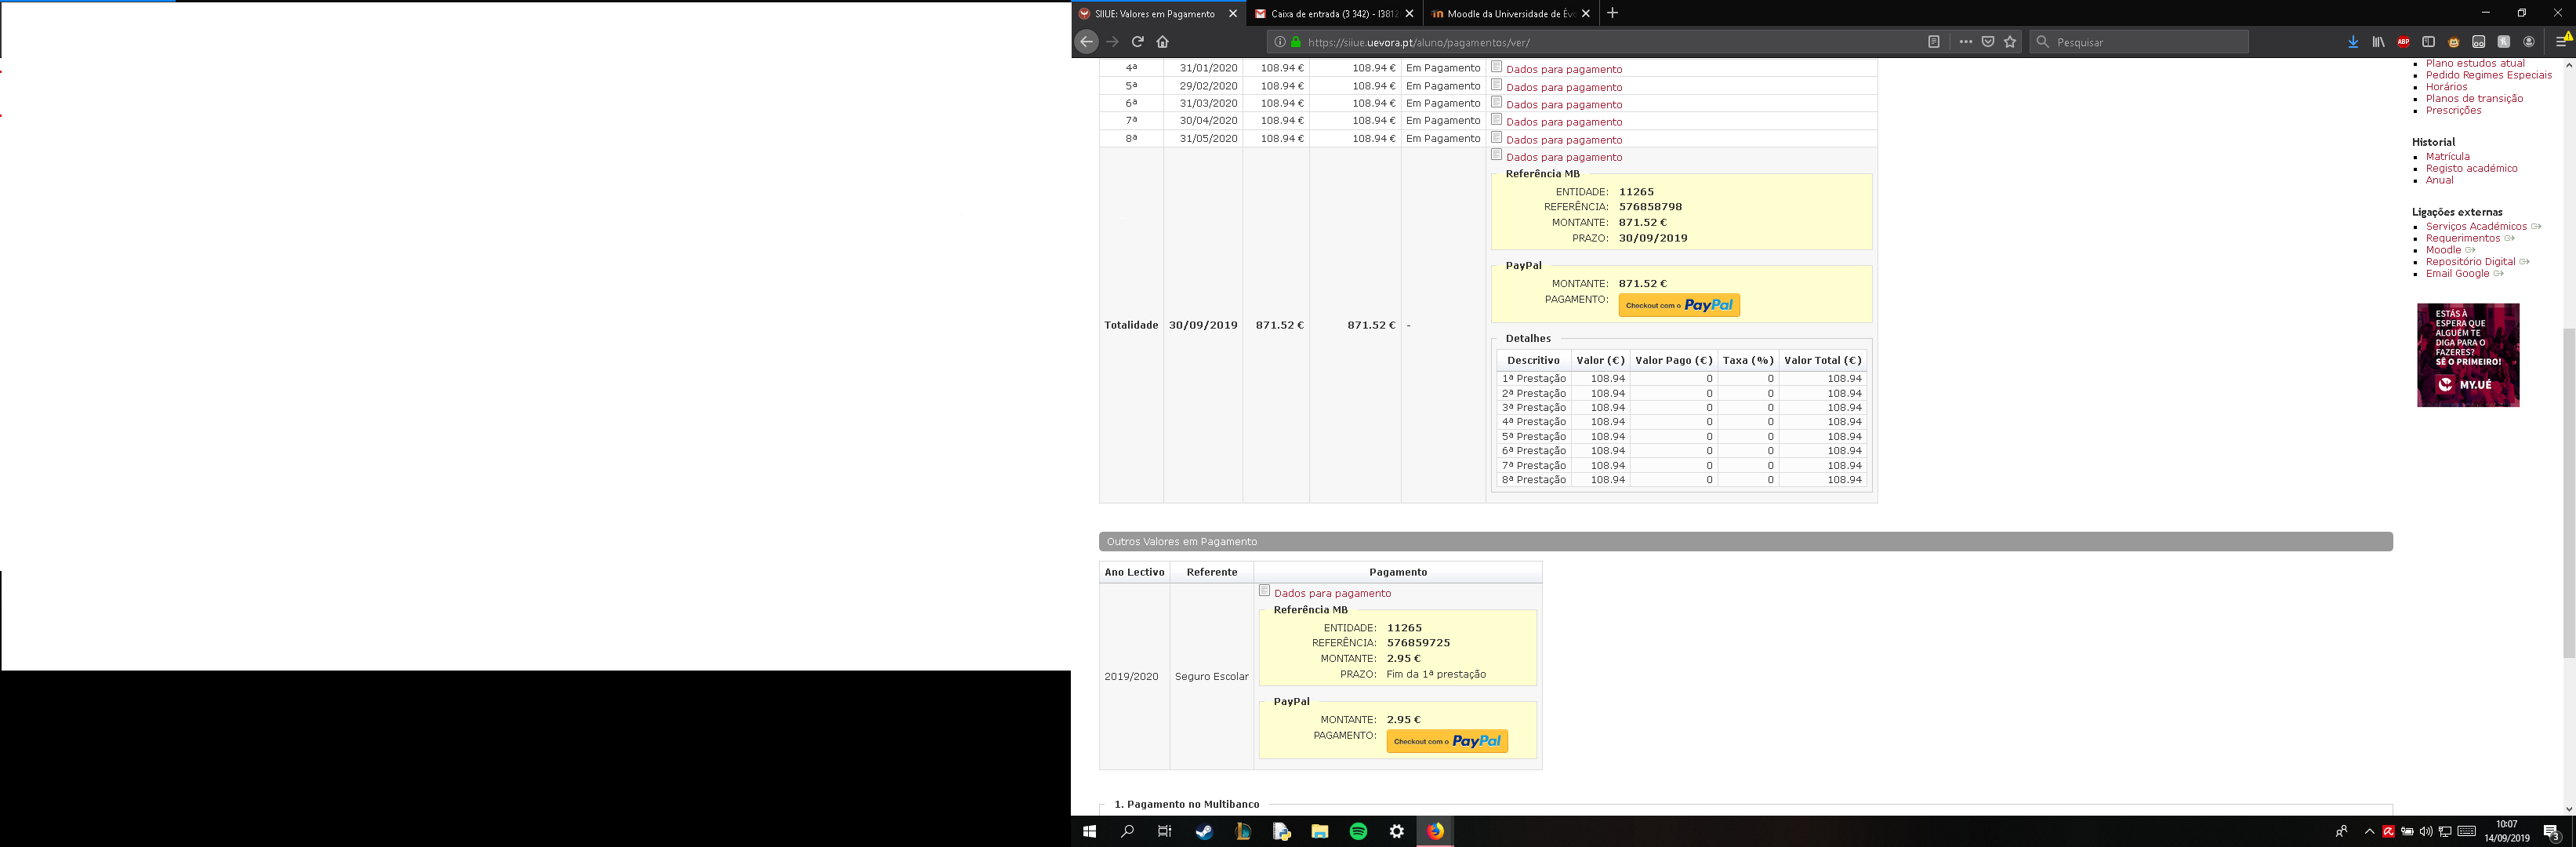 SIIUE: Valores em Pagamento
Caixa de entrada (3 342) - l3812
Moodle da Universidade de Évo
https://siiue.uevora.pt/aluno/pagamentos/ver/
Pesquisar
4ª 31/01/2020 108.94 € 108.94 € Em Pagamento Dados para pagamento
5ª 29/02/2020 108.94 € 108.94 € Em Pagamento Dados para pagamento
6ª 31/03/2020 108.94 € 108.94 € Em Pagamento Dados para pagamento
7ª 30/04/2020 108.94 € 108.94 € Em Pagamento Dados para pagamento
8ª 31/05/2020 108.94 € 108.94 € Em Pagamento Dados para pagamento
Totalidade 30/09/2019 871.52 € 871.52 € -
Dados para pagamento
Referência MB
ENTIDADE: 11265
REFERÊNCIA: 576858798
MONTANTE: 871.52 €
PRAZO: 30/09/2019
PayPal
MONTANTE: 871.52 €
PAGAMENTO: Checkout com o PayPal
Detalhes
Descritivo Valor (€) Valor Pago (€) Taxa (%) Valor Total (€)
1ª Prestação 108.94 0 0 108.94
2ª Prestação 108.94 0 0 108.94
3ª Prestação 108.94 0 0 108.94
4ª Prestação 108.94 0 0 108.94
5ª Prestação 108.94 0 0 108.94
6ª Prestação 108.94 0 0 108.94
7ª Prestação 108.94 0 0 108.94
8ª Prestação 108.94 0 0 108.94
Outros Valores em Pagamento
Ano Lectivo Referente Pagamento
2019/2020 Seguro Escolar
Dados para pagamento
Referência MB
ENTIDADE: 11265
REFERÊNCIA: 576859725
MONTANTE: 2.95 €
PRAZO: Fim da 1ª prestação
PayPal
MONTANTE: 2.95 €
PAGAMENTO: Checkout com o PayPal
1. Pagamento no Multibanco
Plano estudos atual
Pedido Regimes Especiais
Horários
Planos de transição
Prescrições
Historial
Matrícula
Registo académico
Anual
Ligações externas
Serviços Académicos
Requerimentos
Moodle
Repositório Digital
Email Google
ESTÁS À
ESPERA QUE
ALGUÉM TE
DIGA PARA O
FAZERES?
SÊ O PRIMEIRO!
MY.UÉ
ABP
10:07
14/09/2019
3